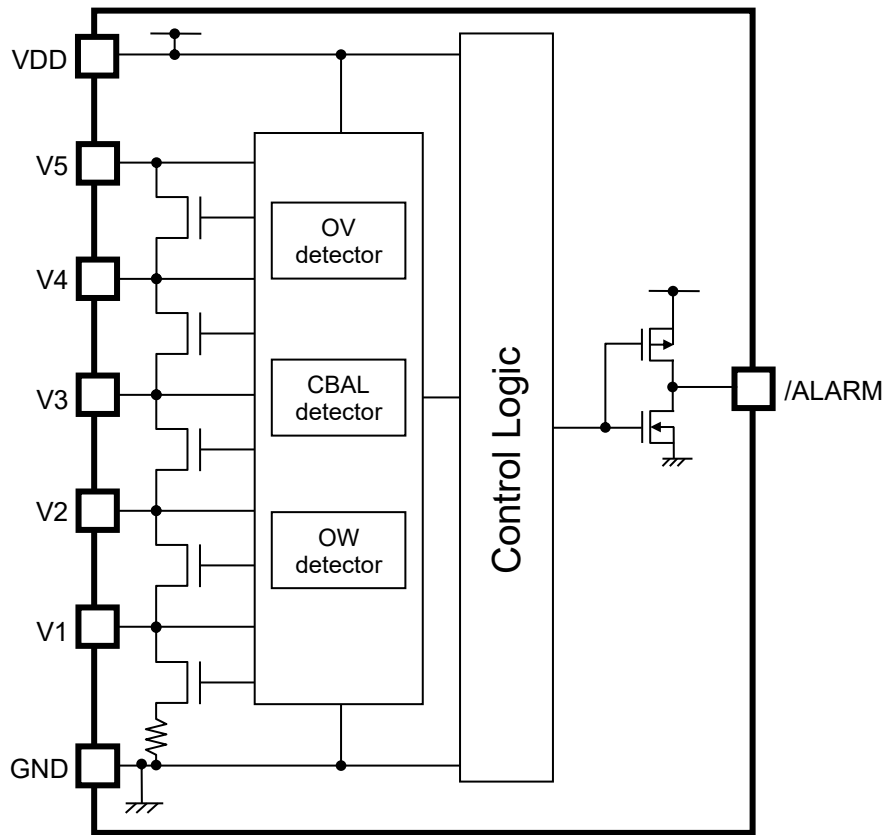 VDD
V5
V4
V3
V2
V1
GND
OV
detector
CBAL
detector
OW
detector
Control Logic
/ALARM